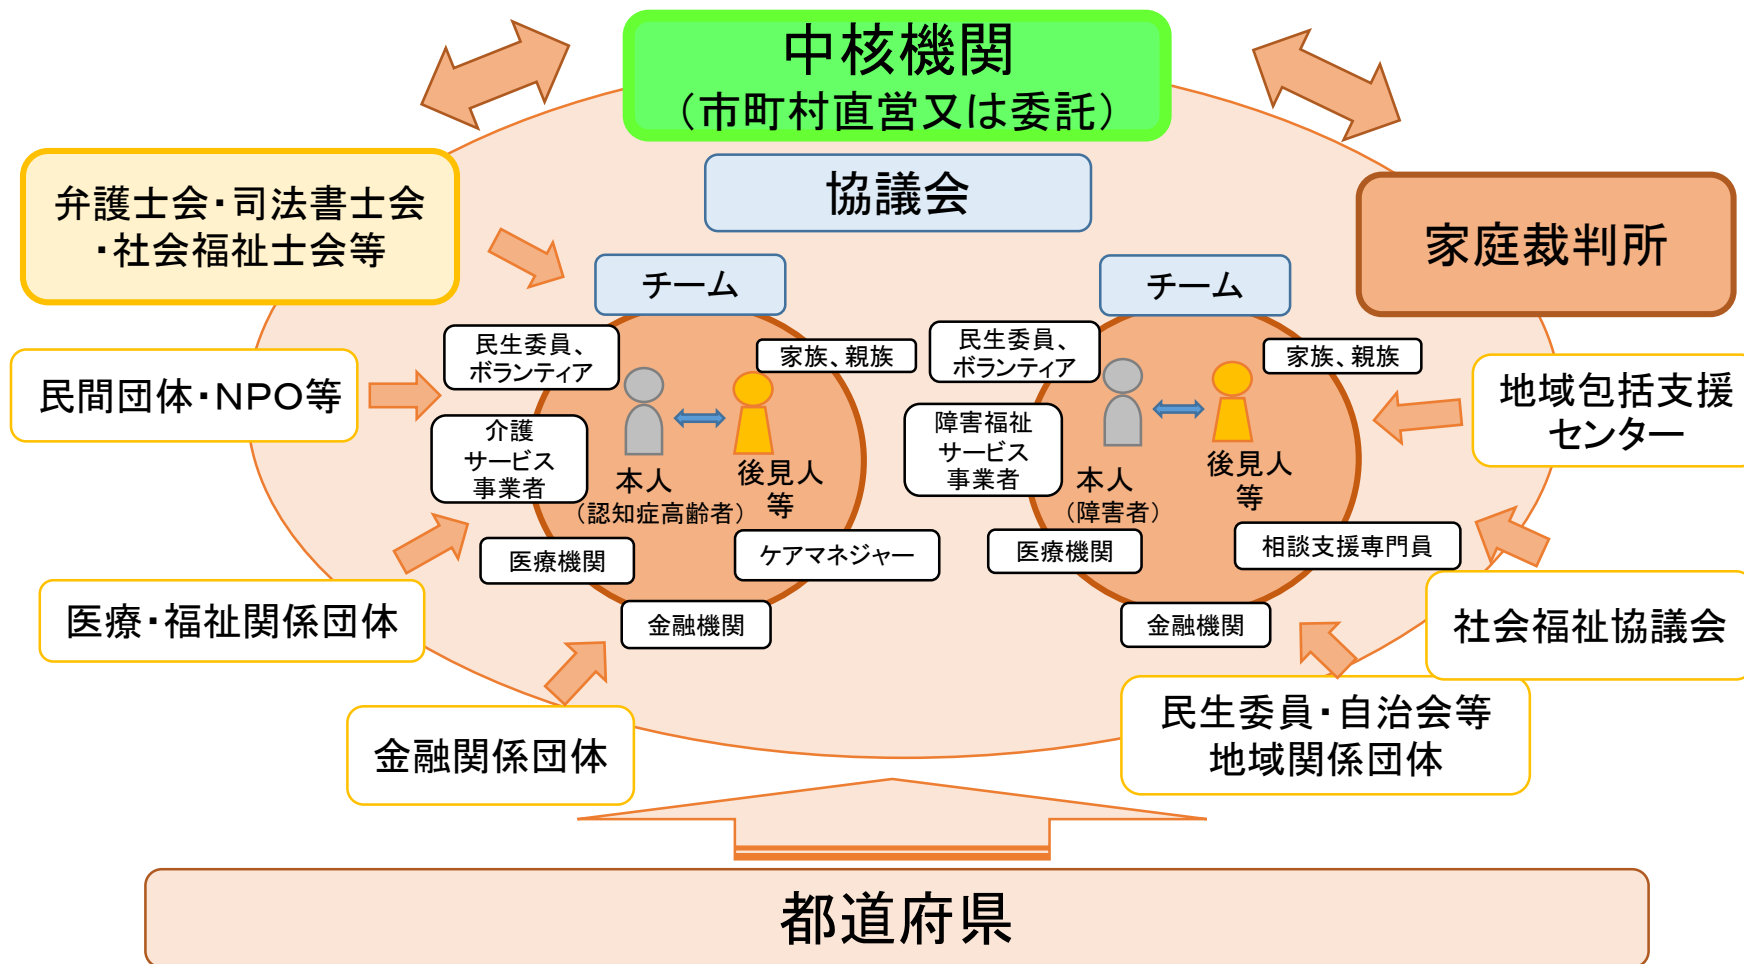 中核機関
（市町村直営又は委託）
協議会
弁護士会・司法書士会
・社会福祉士会等
家庭裁判所
チーム
民生委員、
ボランティア
家族、親族
介護
サービス
事業者
本人
（認知症高齢者）
後見人
等
医療機関
ケアマネジャー
金融機関
チーム
民生委員、
ボランティア
家族、親族
障害福祉
サービス
事業者
本人
（障害者）
後見人
等
医療機関
相談支援専門員
金融機関
民間団体・NPO等
地域包括支援
センター
医療・福祉関係団体
社会福祉協議会
金融関係団体
民生委員・自治会等
地域関係団体
都道府県